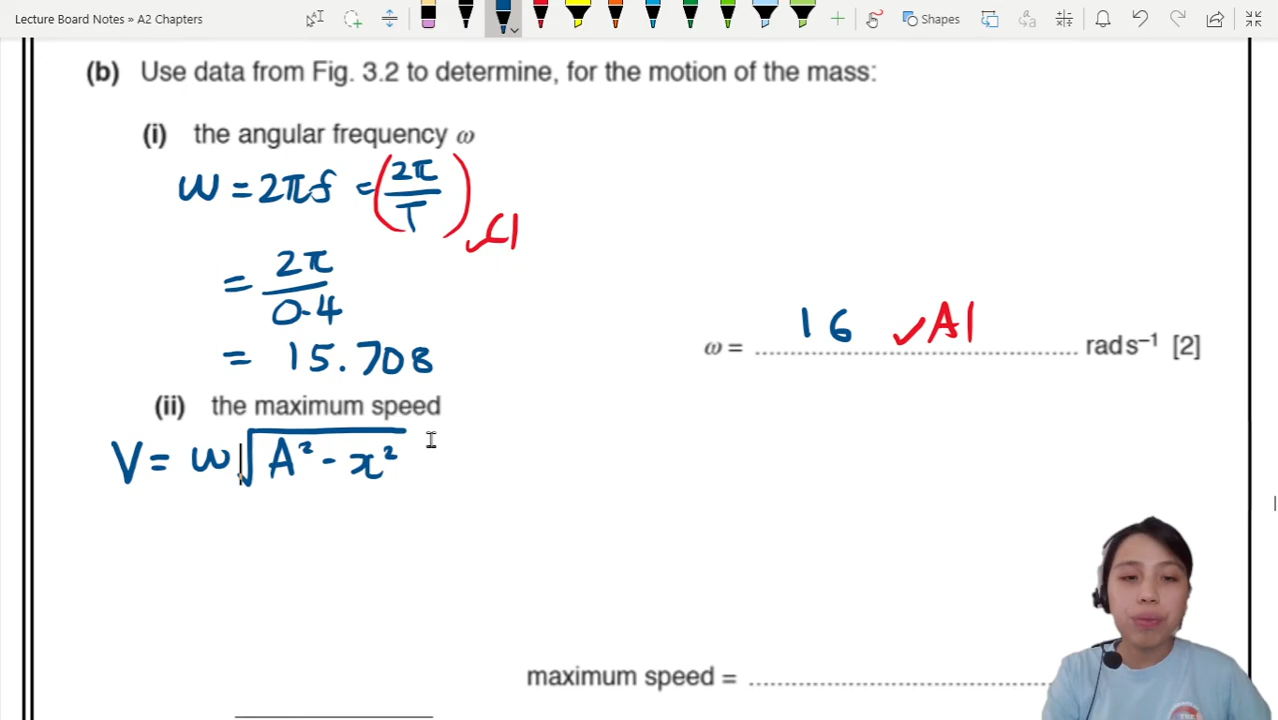 Lecture Board Notes » A2 Chapters
Shapes
(b) Use data from Fig. 3.2 to determine, for the motion of the mass:
(i) the angular frequency ω
ω = 2πf = (2π/T) ✓C1
= 2π/0.4
= 15.708
ω = 16 ✓A1 rad s⁻¹ [2]
(ii) the maximum speed
V = ω√(A² - x²)
maximum speed =